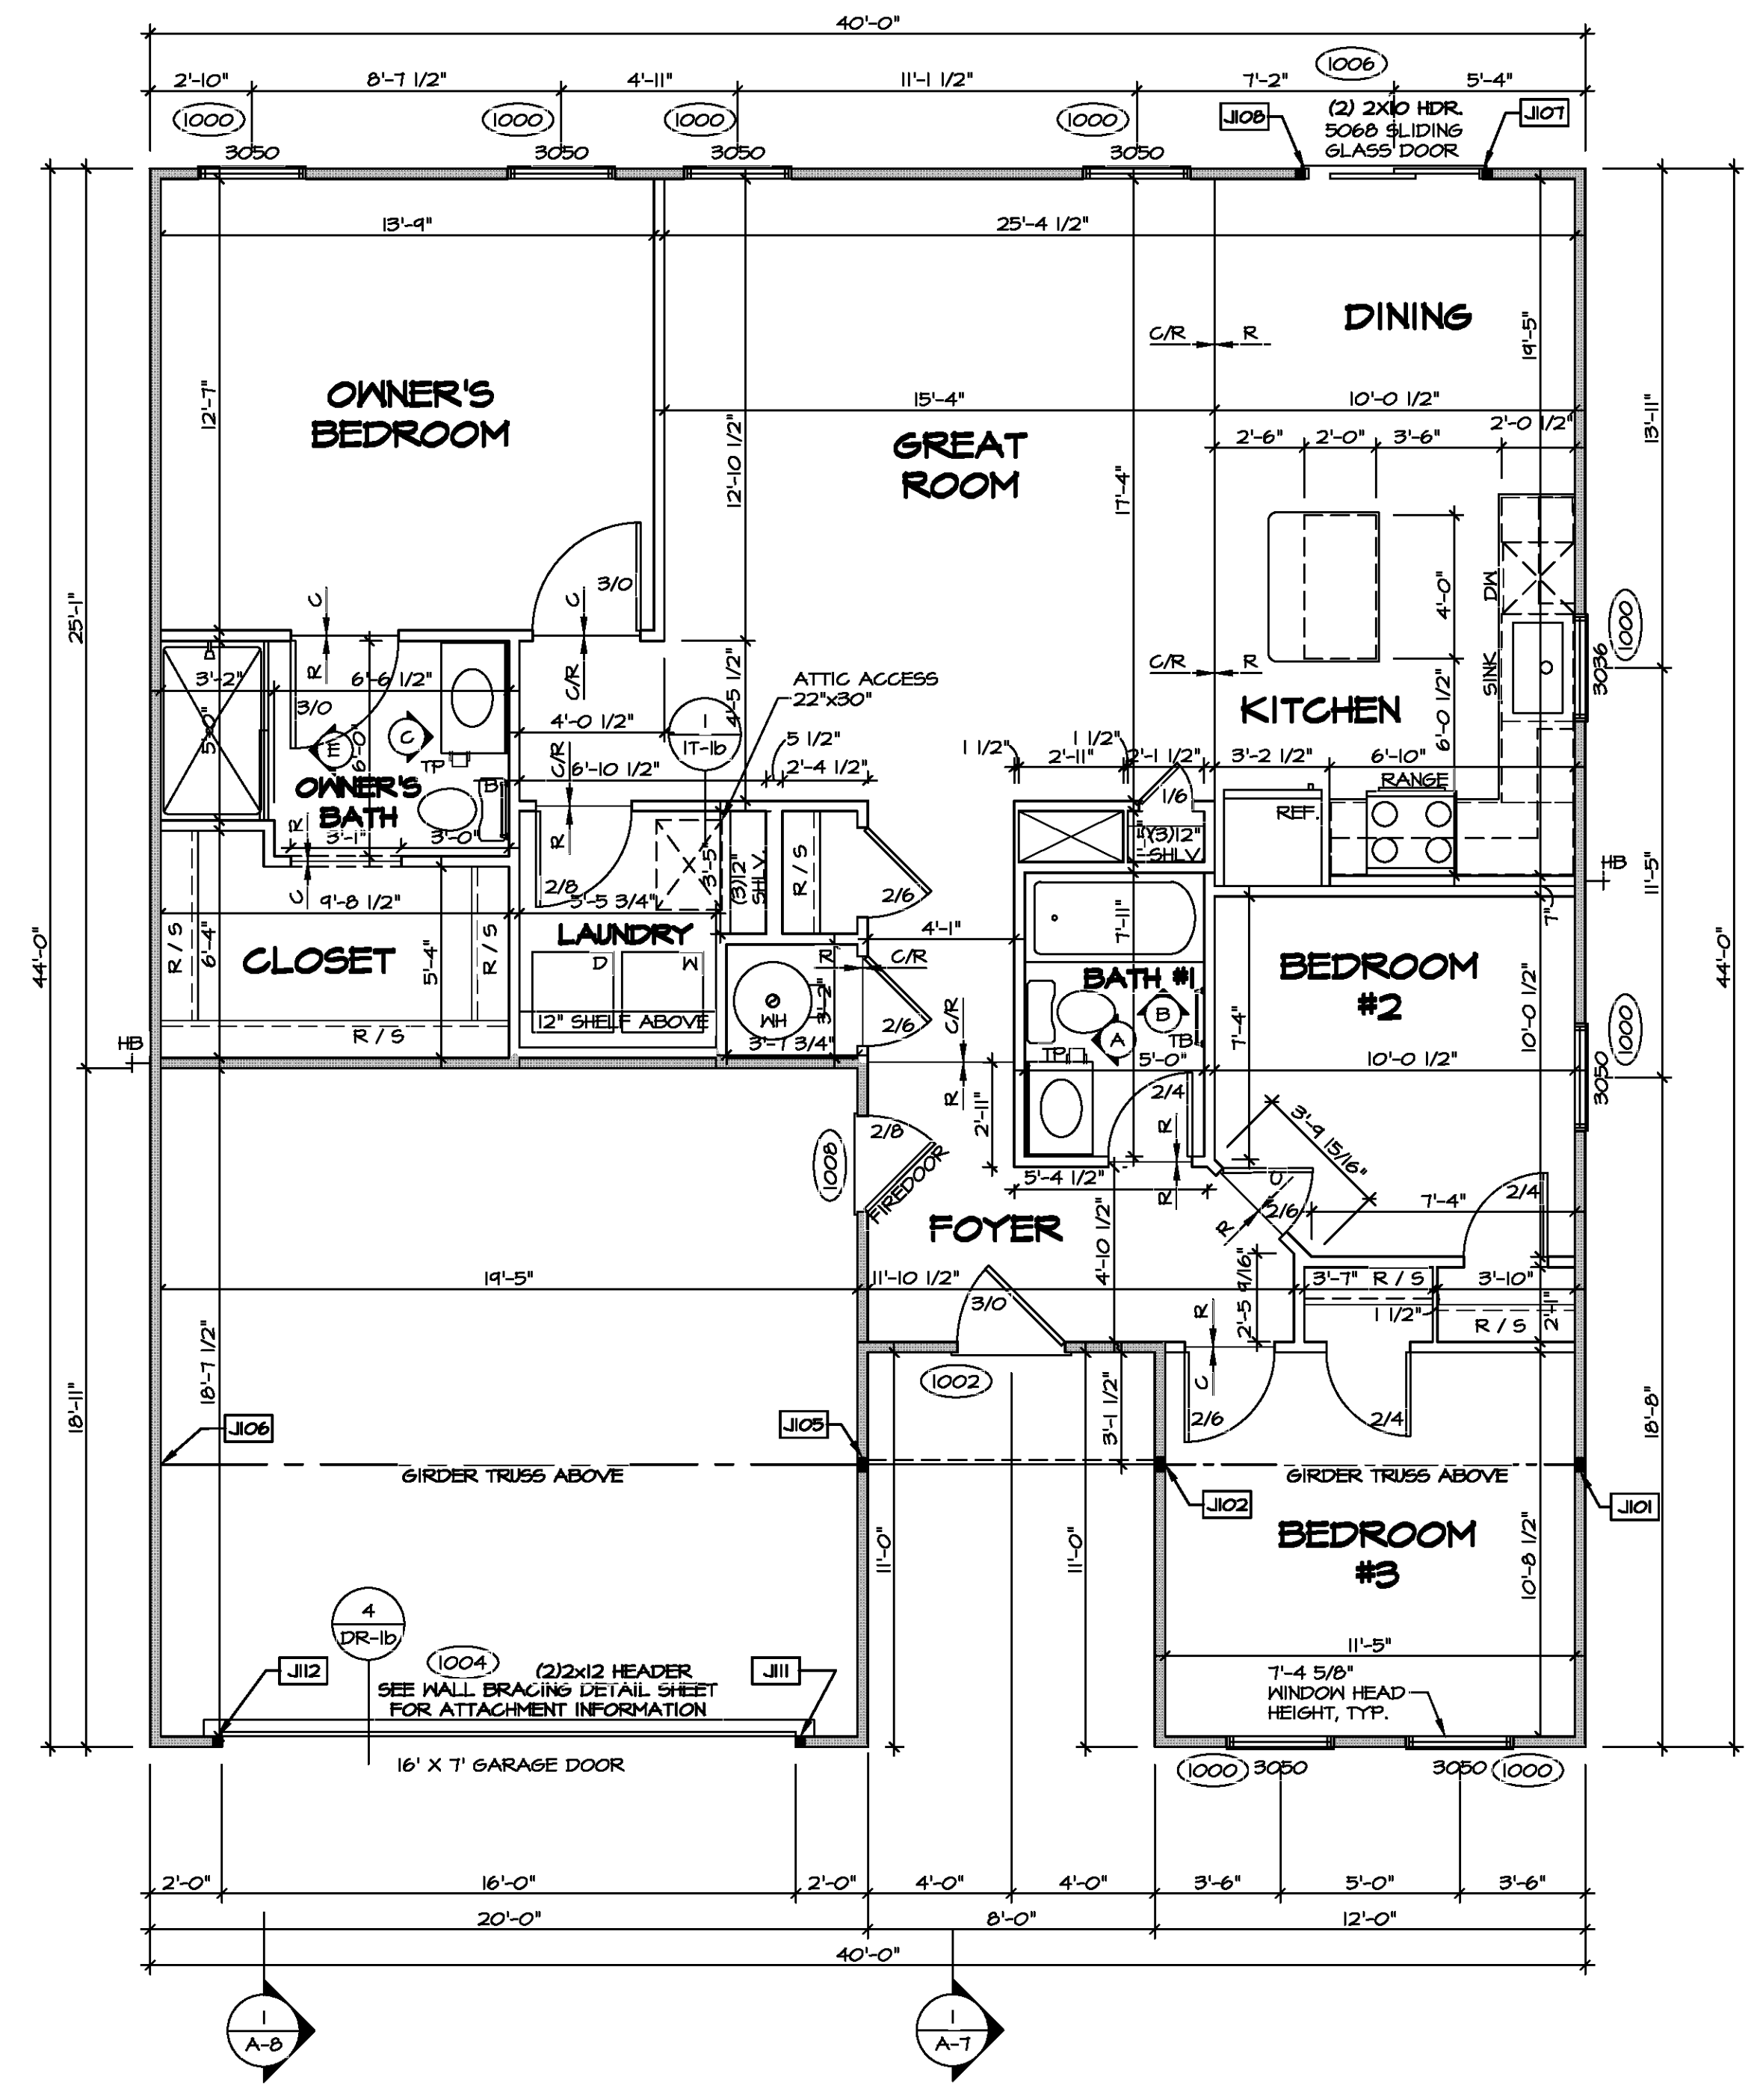 40'-0"
2'-10"
8'-7 1/2"
4'-11"
11'-1 1/2"
7'-2"
1006
5'-4"
1000
1000
1000
1000
J108
(2) 2X10 HDR.
5068 SLIDING
GLASS DOOR
J107
3050
3050
3050
3050
13'-9"
25'-4 1/2"
DINING
19'-5"
C/R
R
OWNER'S
BEDROOM
12'-7"
12'-10 1/2"
15'-4"
10'-0 1/2"
GREAT
ROOM
2'-6"
2'-0"
3'-6"
2'-0 1/2"
17'-4"
13'-11"
25'-1"
44'-0"
44'-0"
3/0
C
R
C
C/R
4'-0"
DW
SINK
1000
3036
C/R
R
ATTIC ACCESS
22"x30"
3'-2"
6'-6 1/2"
3/0
5'-0"
6'-0"
E
C
TP
OWNER'S
BATH
B
4'-0 1/2"
4'-5 1/2"
1
1T-1b
KITCHEN
6'-0 1/2"
C/R
6'-10 1/2"
5 1/2"
2'-4 1/2"
1 1/2"
2'-11"
1 1/2"
2'-1 1/2"
3'-2 1/2"
6'-10"
RANGE
REF.
1/6
(3)12"
SHLV.
R
3'-1"
3'-0"
C
R
2/8
5'-5 3/4"
3'-5"
(3)12"
SHLV.
R / S
2/6
HB
11'-5"
9'-8 1/2"
R / S
6'-4"
CLOSET
5'-4"
R / S
R / S
LAUNDRY
D
W
12" SHELF ABOVE
WH
3'-2"
3'-7 3/4"
R
C/R
2/6
4'-1"
7'-11"
7"
BATH #1
B
A
TP
TB
5'-0"
BEDROOM
#2
10'-0 1/2"
7'-4"
10'-0 1/2"
1000
3050
HB
C/R
R
2'-11"
2/4
R
R
3'-9 15/16"
1008
2/8
FIREDOOR
5'-4 1/2"
FOYER
4'-10 1/2"
C
2/6
R
7'-4"
2/4
19'-5"
11'-10 1/2"
2'-5 9/16"
3'-7"
R / S
3'-10"
1 1/2"
R / S
2'-1"
3/0
R
C
1002
18'-7 1/2"
18'-11"
3'-1 1/2"
2/6
2/4
18'-8"
J106
J105
GIRDER TRUSS ABOVE
GIRDER TRUSS ABOVE
J102
J101
11'-0"
11'-0"
BEDROOM
#3
10'-8 1/2"
4
DR-1b
11'-5"
J112
1004
(2)2x12 HEADER
SEE WALL BRACING DETAIL SHEET
FOR ATTACHMENT INFORMATION
J111
7'-4 5/8"
WINDOW HEAD
HEIGHT, TYP.
16' X 7' GARAGE DOOR
1000
3050
3050
1000
2'-0"
16'-0"
2'-0"
4'-0"
4'-0"
3'-6"
5'-0"
3'-6"
20'-0"
8'-0"
12'-0"
40'-0"
1
A-8
1
A-7